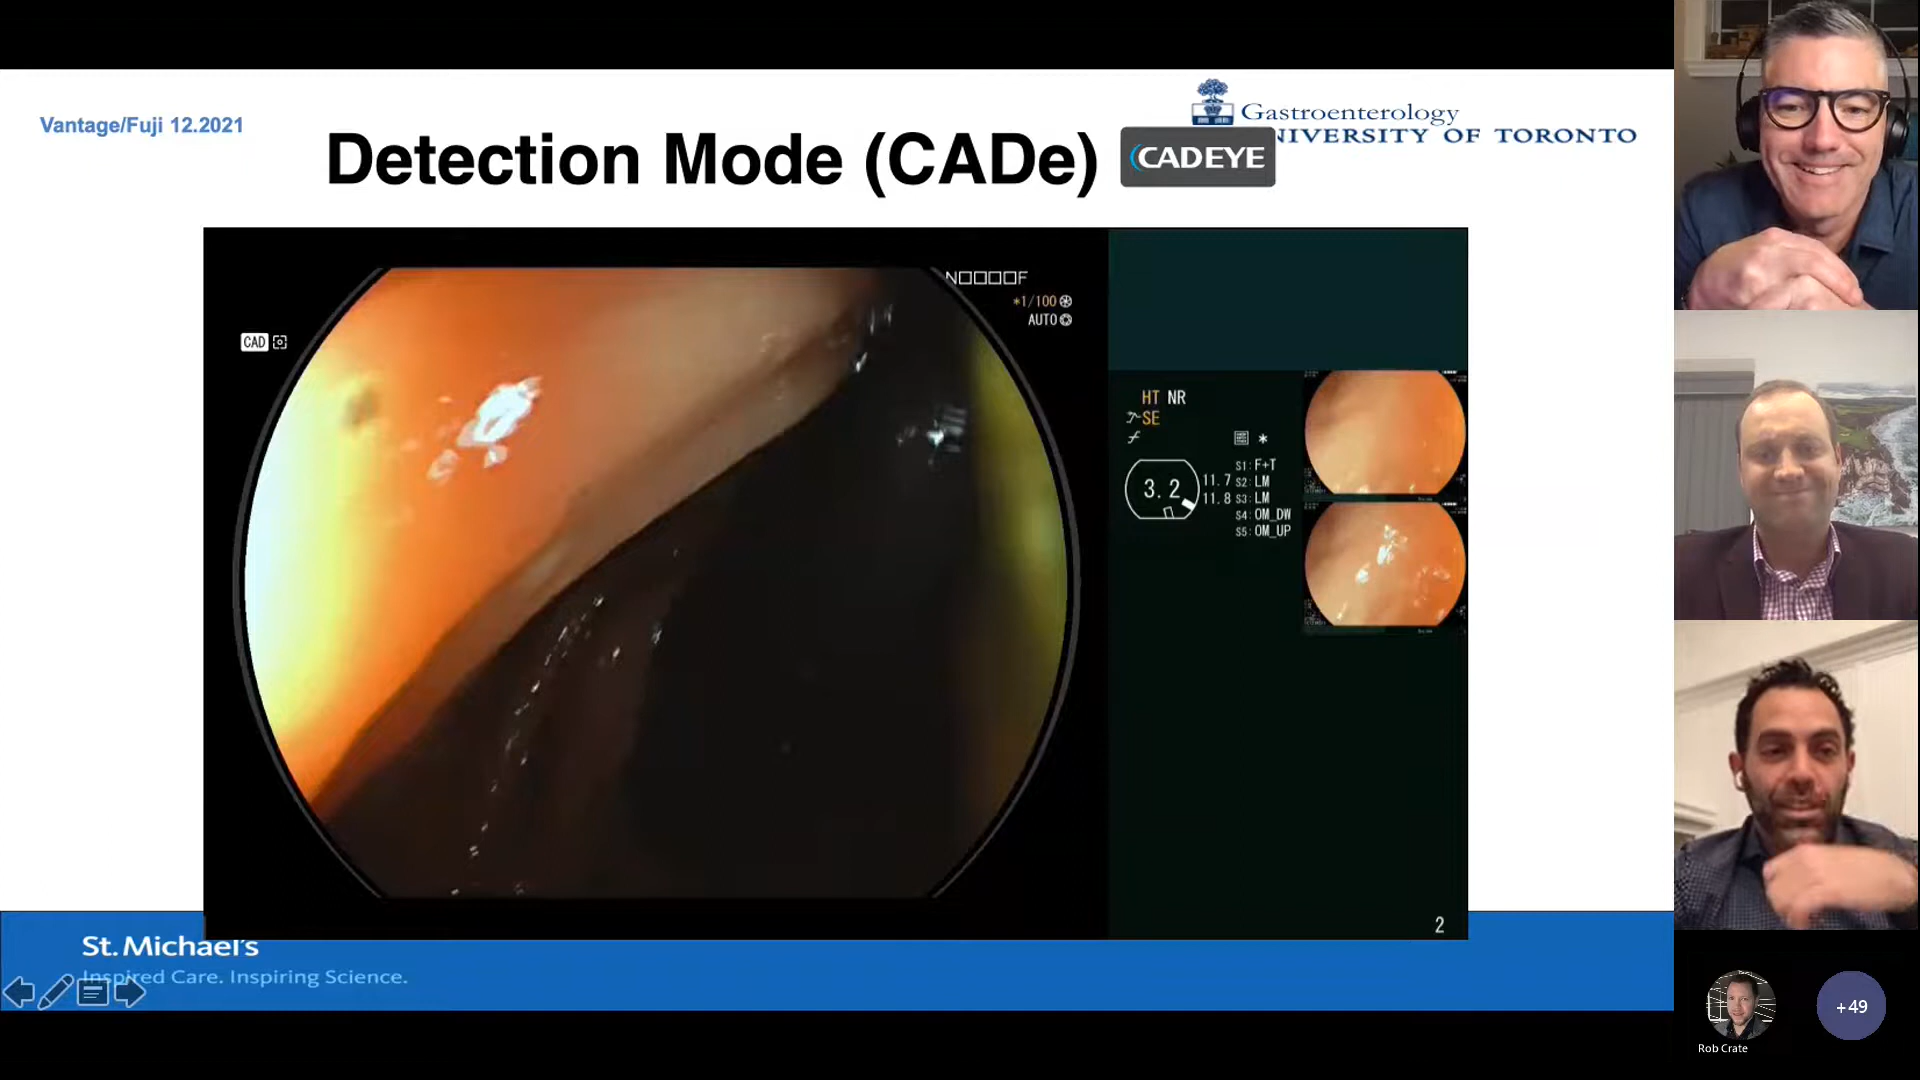 Vantage/Fuji 12.2021
Detection Mode (CADe)
CADEYE
Gastroenterology
UNIVERSITY OF TORONTO
CAD
N□□□□F
*1/100
AUTO
HT NR
SE
3.2
11.7
11.8
S1: F+T
S2: LM
S3: LM
S4: OM_DW
S5: OM_UP
2
St. Michael's
Inspired Care. Inspiring Science.
Rob Crate
+49